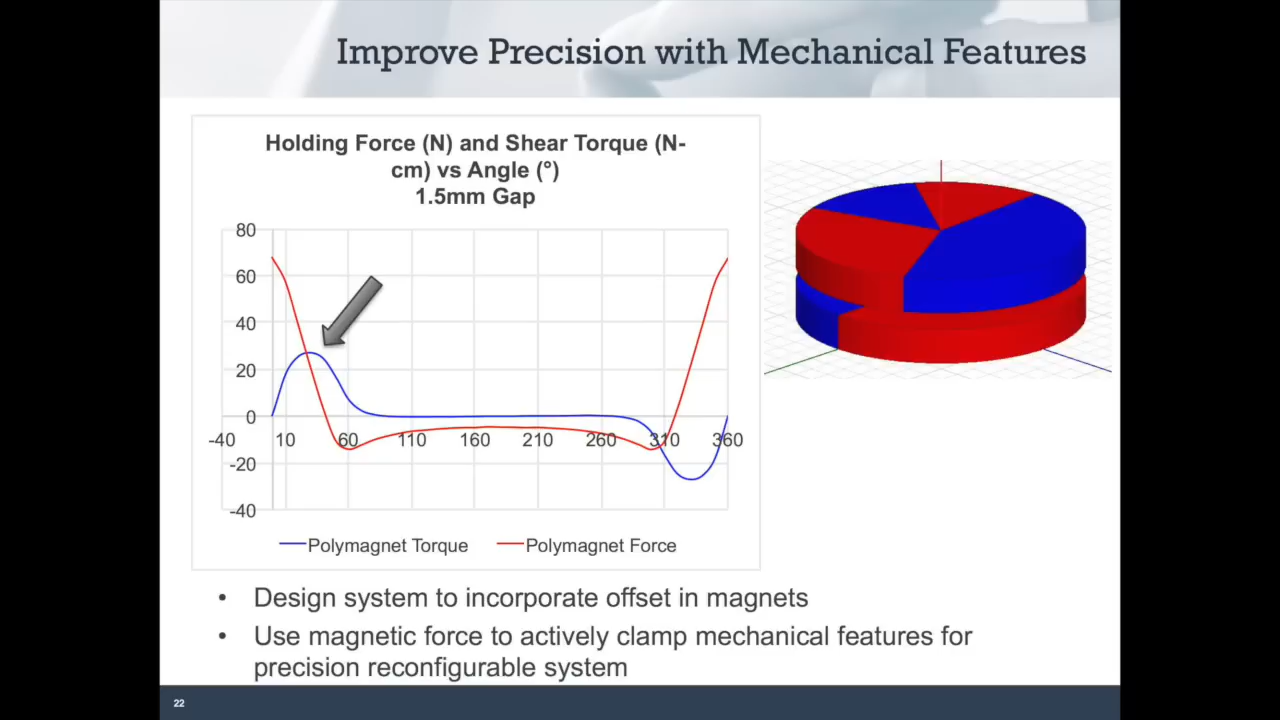 Improve Precision with Mechanical Features
Holding Force (N) and Shear Torque (N-
cm) vs Angle (°)
1.5mm Gap
80
60
40
20
0
-20
-40
-40 10 60 110 160 210 260 310 360
Polymagnet Torque Polymagnet Force
• Design system to incorporate offset in magnets
• Use magnetic force to actively clamp mechanical features for
precision reconfigurable system
22